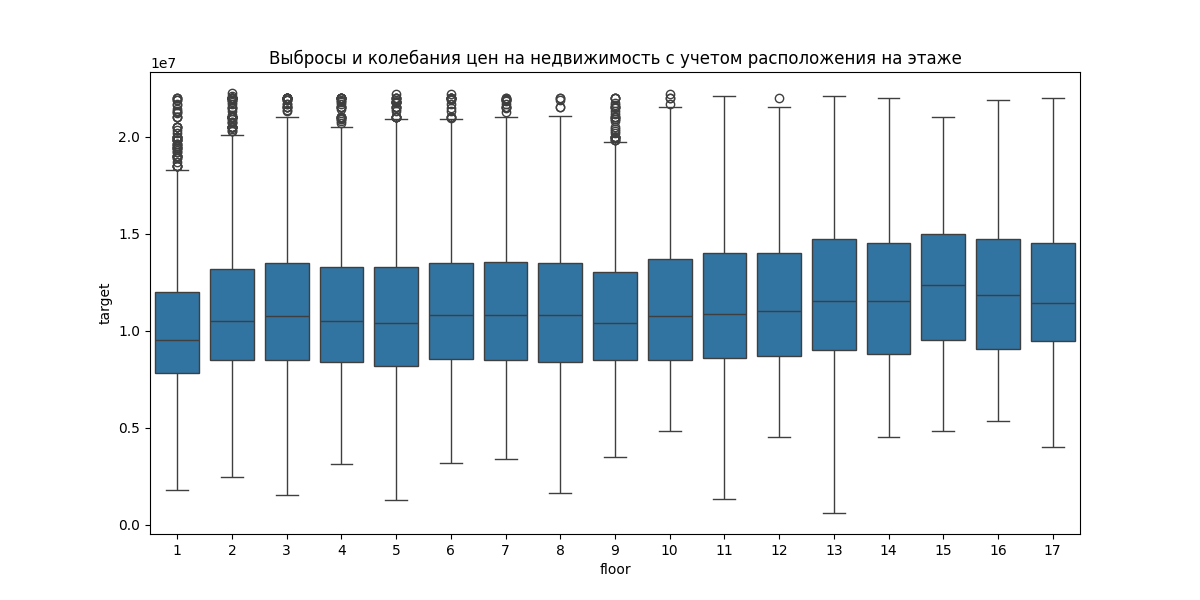 Выбросы и колебания цен на недвижимость с учетом расположения на этаже
1e7
2.0
1.5
1.0
0.5
0.0
target
1 2 3 4 5 6 7 8 9 10 11 12 13 14 15 16 17
floor